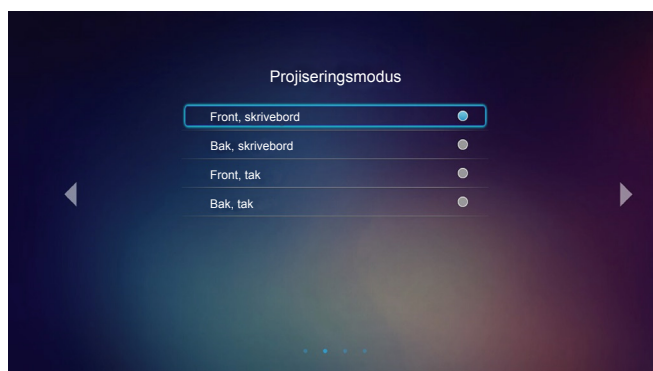 Projiseringsmodus
Front, skrivebord
Bak, skrivebord
Front, tak
Bak, tak